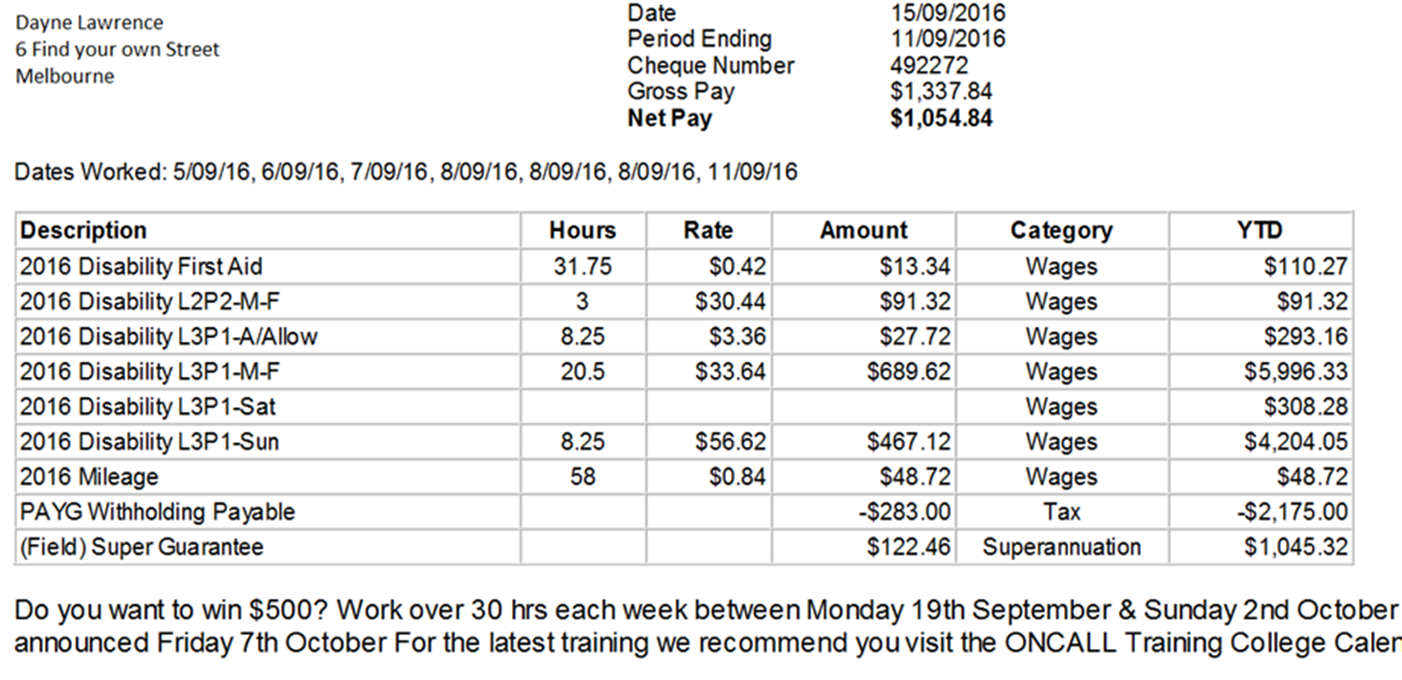 Dayne Lawrence
6 Find your own Street
Melbourne
Date 15/09/2016
Period Ending 11/09/2016
Cheque Number 492272
Gross Pay $1,337.84
Net Pay $1,054.84
Dates Worked: 5/09/16, 6/09/16, 7/09/16, 8/09/16, 8/09/16, 8/09/16, 11/09/16
Description Hours Rate Amount Category YTD
2016 Disability First Aid 31.75 $0.42 $13.34 Wages $110.27
2016 Disability L2P2-M-F 3 $30.44 $91.32 Wages $91.32
2016 Disability L3P1-A/Allow 8.25 $3.36 $27.72 Wages $293.16
2016 Disability L3P1-M-F 20.5 $33.64 $689.62 Wages $5,996.33
2016 Disability L3P1-Sat Wages $308.28
2016 Disability L3P1-Sun 8.25 $56.62 $467.12 Wages $4,204.05
2016 Mileage 58 $0.84 $48.72 Wages $48.72
PAYG Withholding Payable -$283.00 Tax -$2,175.00
(Field) Super Guarantee $122.46 Superannuation $1,045.32
Do you want to win $500? Work over 30 hrs each week between Monday 19th September & Sunday 2nd October
announced Friday 7th October For the latest training we recommend you visit the ONCALL Training College